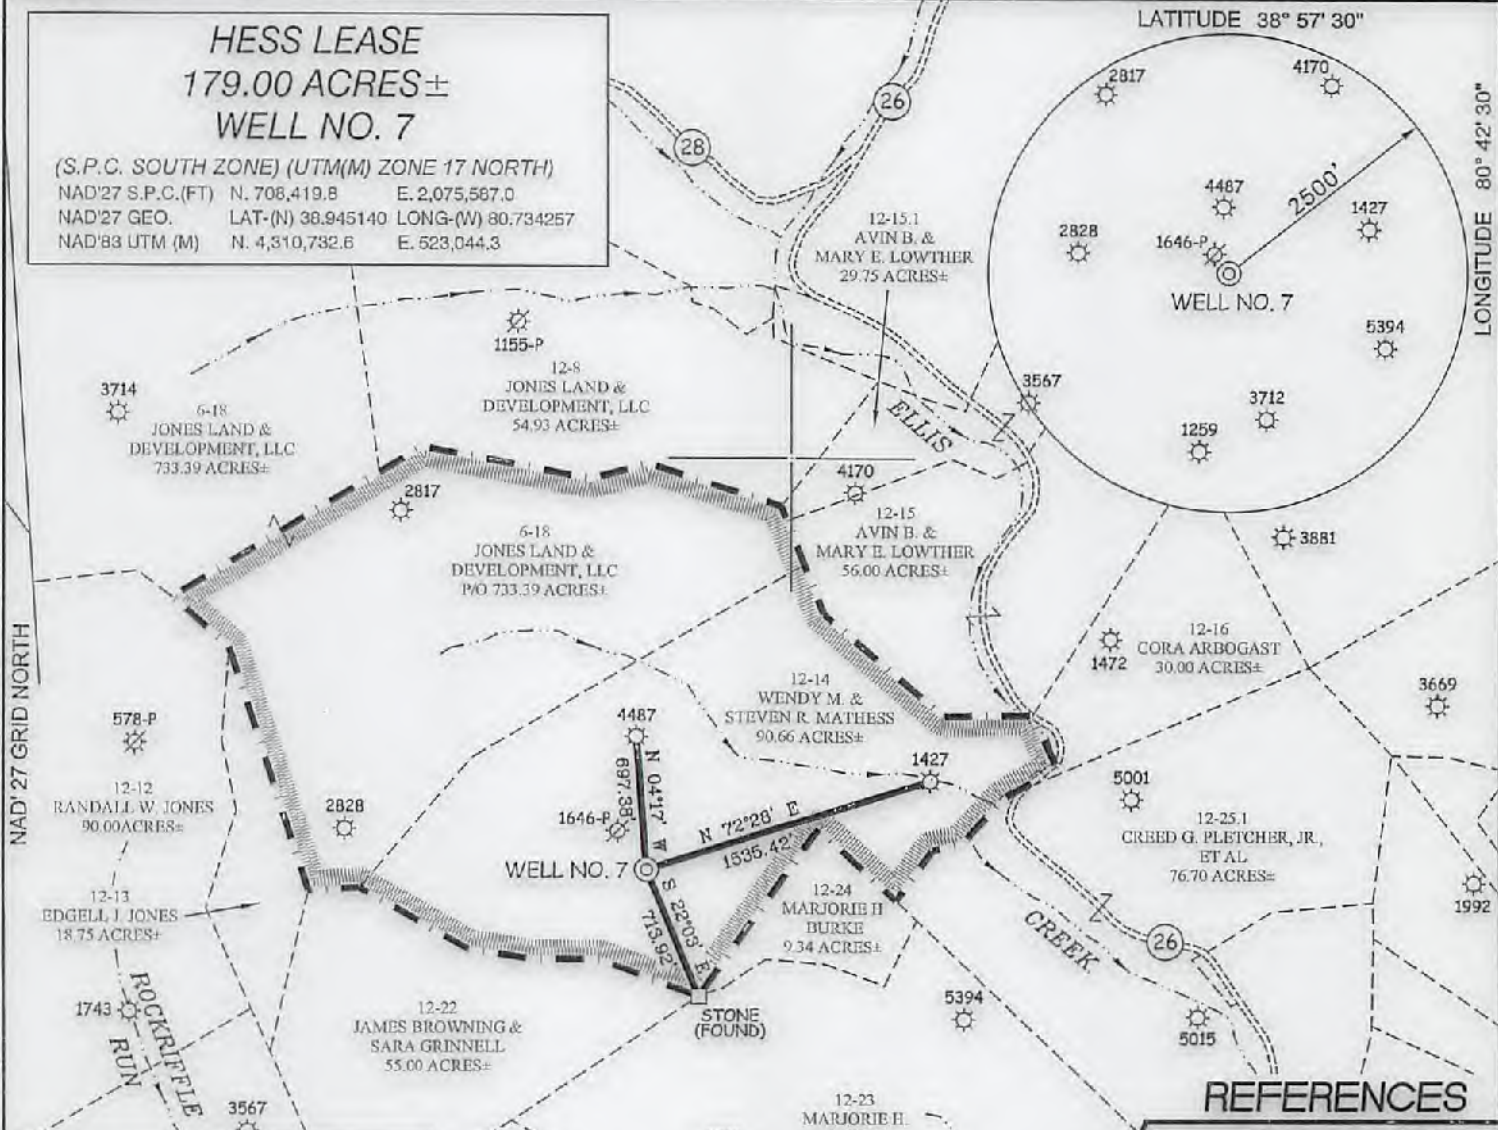 HESS LEASE
179.00 ACRES±
WELL NO. 7
(S.P.C. SOUTH ZONE) (UTM(M) ZONE 17 NORTH)
NAD'27 S.P.C.(FT) N. 708,419.8 E. 2,075,587.0
NAD'27 GEO. LAT-(N) 38.945140 LONG-(W) 80.734257
NAD'83 UTM (M) N. 4,310,732.6 E. 523,044.3
LATITUDE 38° 57' 30"
LONGITUDE 80° 42' 30"
2817
4170
4487
2500'
1427
2828
1646-P
WELL NO. 7
5394
3567
3712
1259
3881
26
28
12-15.1
AVIN B. &
MARY E. LOWTHER
29.75 ACRES±
1155-P
12-8
JONES LAND &
DEVELOPMENT, LLC
54.93 ACRES±
3714
6-18
JONES LAND &
DEVELOPMENT, LLC
733.39 ACRES±
ELLIS
2817
4170
6-18
JONES LAND &
DEVELOPMENT, LLC
P/O 733.39 ACRES±
12-15
AVIN B. &
MARY E. LOWTHER
56.00 ACRES±
NAD'27 GRID NORTH
12-16
CORA ARBOGAST
30.00 ACRES±
1472
3669
12-14
WENDY M. &
STEVEN R. MATHESS
90.66 ACRES±
578-P
4487
N 04°17' W
697.38'
1427
12-12
RANDALL W. JONES
90.00ACRES±
2828
1646-P
N 72°28' E
1535.42'
5001
12-25.1
CREED G. PLETCHER, JR.,
ET AL
76.70 ACRES±
WELL NO. 7
S 22°03' E
713.92'
12-13
EDGELL J. JONES
18.75 ACRES±
12-24
MARJORIE H
BURKE
9.34 ACRES±
1992
CREEK
26
1743
ROCKRIFFLE
RUN
12-22
JAMES BROWNING &
SARA GRINNELL
55.00 ACRES±
STONE
(FOUND)
5394
5015
3567
12-23
MARJORIE H.
REFERENCES